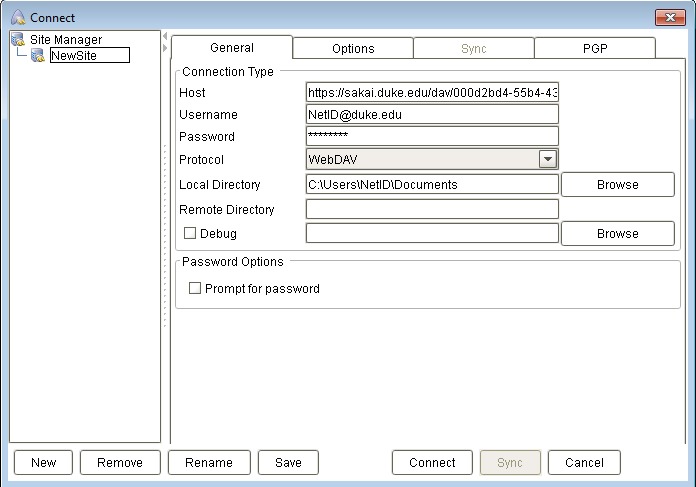 Connect
Site Manager
NewSite
General Options Sync PGP
Connection Type
Host https://sakai.duke.edu/dav/000d2bd4-55b4-43
Username NetID@duke.edu
Password ********
Protocol WebDAV
Local Directory C:\Users\NetID\Documents Browse
Remote Directory
Debug Browse
Password Options
Prompt for password
New Remove Rename Save Connect Sync Cancel